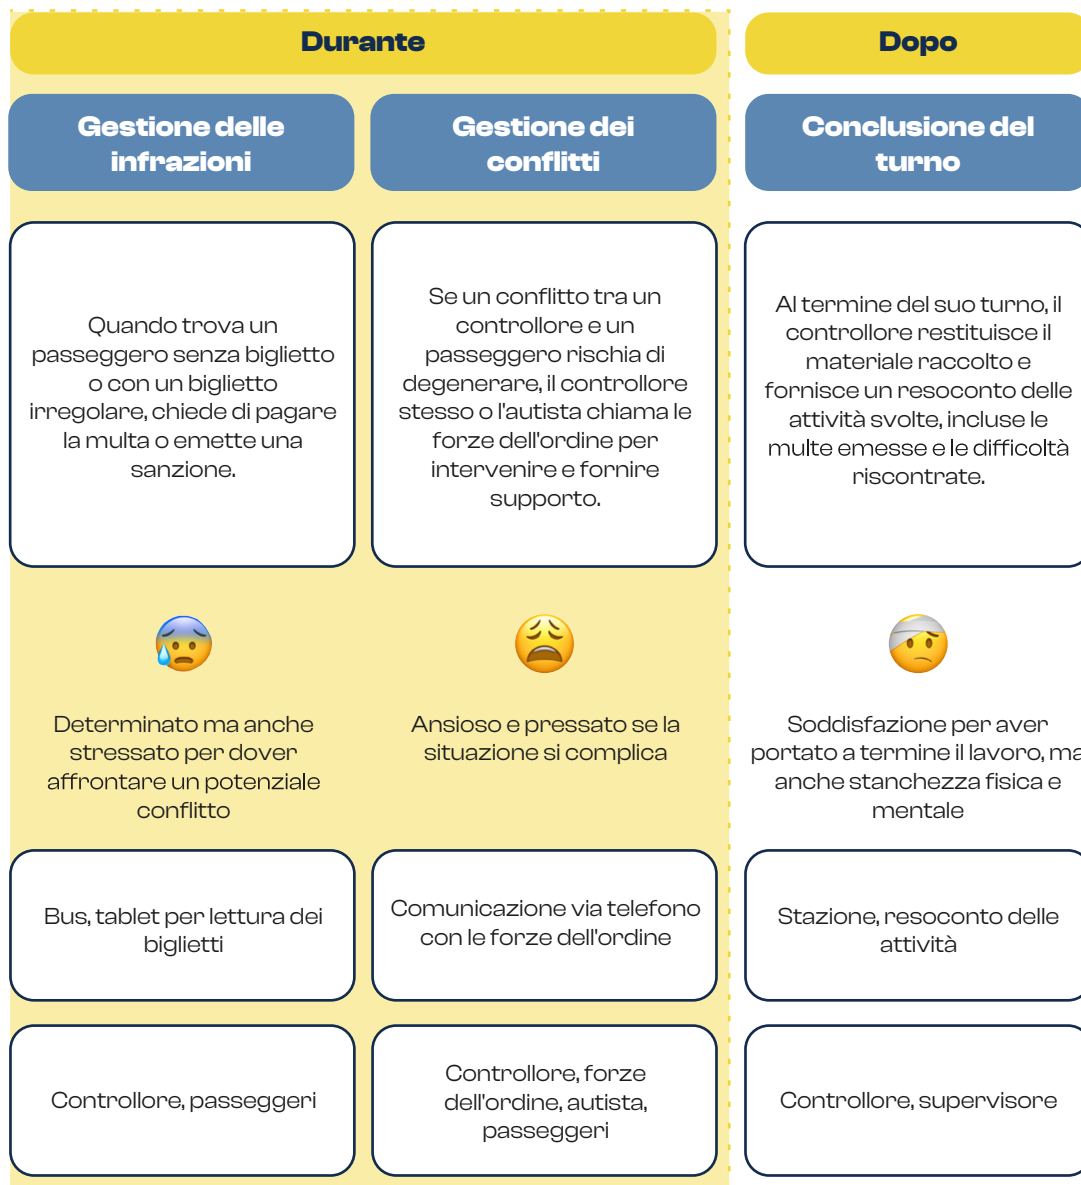 Durante
Dopo
Gestione delle
infrazioni
Gestione dei
conflitti
Conclusione del
turno
Quando trova un
passeggero senza biglietto
o con un biglietto
irregolare, chiede di pagare
la multa o emette una
sanzione.
Se un conflitto tra un
controllore e un
passeggero rischia di
degenerare, il controllore
stesso o l'autista chiama le
forze dell'ordine per
intervenire e fornire
supporto.
Al termine del suo turno, il
controllore restituisce il
materiale raccolto e
fornisce un resoconto delle
attività svolte, incluse le
multe emesse e le difficoltà
riscontrate.
Determinato ma anche
stressato per dover
affrontare un potenziale
conflitto
Ansioso e pressato se la
situazione si complica
Soddisfazione per aver
portato a termine il lavoro, ma
anche stanchezza fisica e
mentale
Bus, tablet per lettura dei
biglietti
Comunicazione via telefono
con le forze dell'ordine
Stazione, resoconto delle
attività
Controllore, passeggeri
Controllore, forze
dell'ordine, autista,
passeggeri
Controllore, supervisore